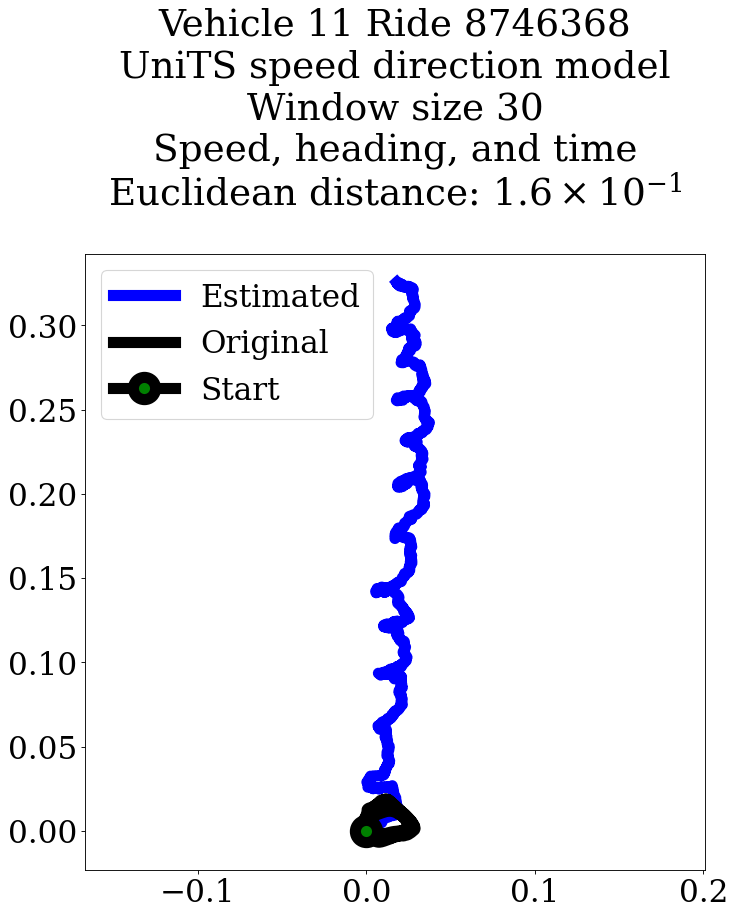 Vehicle 11 Ride 8746368
UniTS speed direction model
Window size 30
Speed, heading, and time
Euclidean distance: 1.6 × 10⁻¹
Estimated
Original
Start
0.30
0.25
0.20
0.15
0.10
0.05
0.00
−0.1
0.0
0.1
0.2